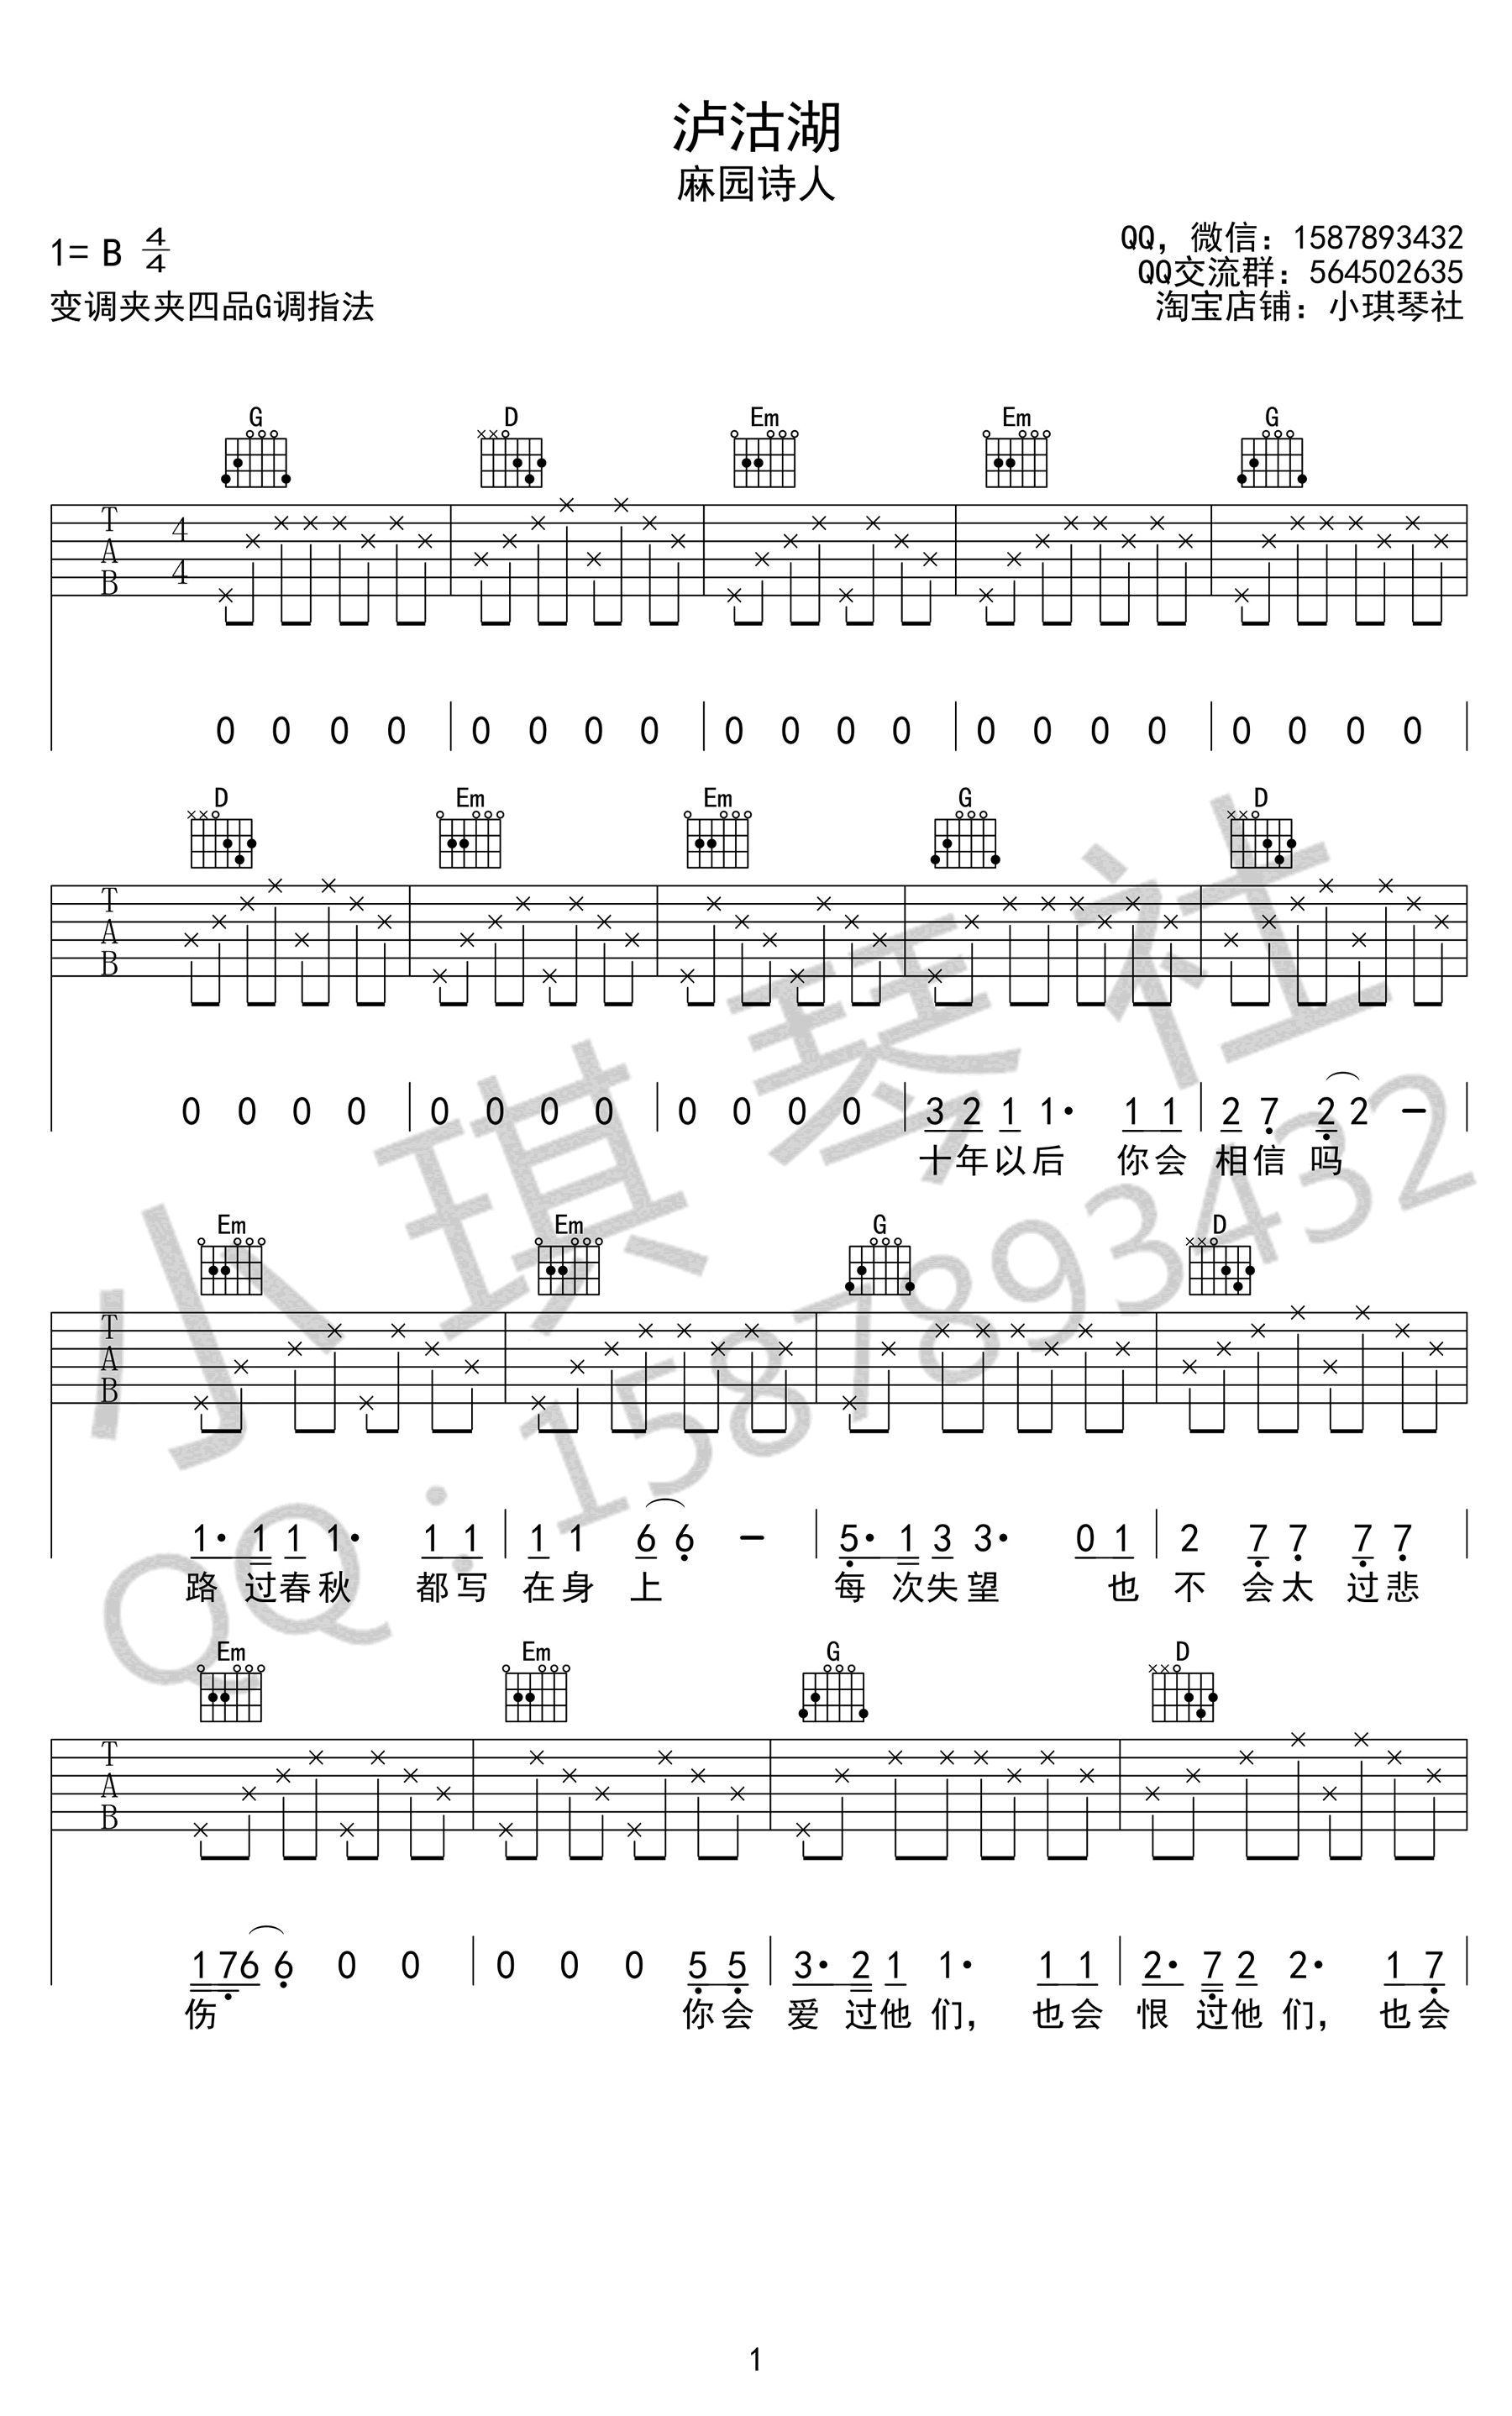 泸沽湖
麻园诗人
1= B 4/4
QQ，微信：1587893432
QQ交流群：564502635
变调夹夹四品G调指法
淘宝店铺：小琪琴社
G D Em Em G
T A B 4 4
0 0 0 0 0 0 0 0 0 0 0 0 0 0 0 0 0 0 0 0
D Em Em G D
T A B
0 0 0 0 0 0 0 0 0 0 0 0 3 2 1 1· 1 1 2 7 2 2 －
十年以后 你会 相信 吗
Em Em G D
T A B
1· 1 1 1· 1 1 1 1 6 6 － 5· 1 3 3· 0 1 2 7 7 7 7
路 过春秋 都写 在身 上 每 次失望 也 不 会太 过悲
Em Em G D
T A B
1 7 6 6 0 0 0 0 0 5 5 3· 2 1 1· 1 1 2· 7 2 2· 1 7
伤 你会 爱 过他 们， 也会 恨 过他 们， 也会
小琪琴社
QQ：1587893432
1